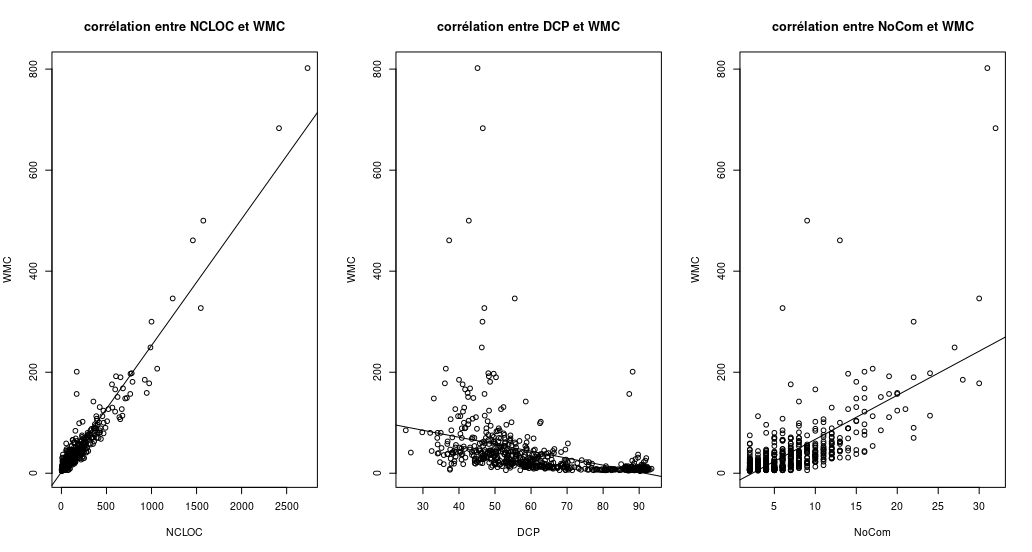 corrélation entre NCLOC et WMC
800
600
400
200
0
WMC
0 500 1000 1500 2000 2500
NCLOC
corrélation entre DCP et WMC
800
600
400
200
0
WMC
30 40 50 60 70 80 90
DCP
corrélation entre NoCom et WMC
800
600
400
200
0
WMC
5 10 15 20 25 30
NoCom